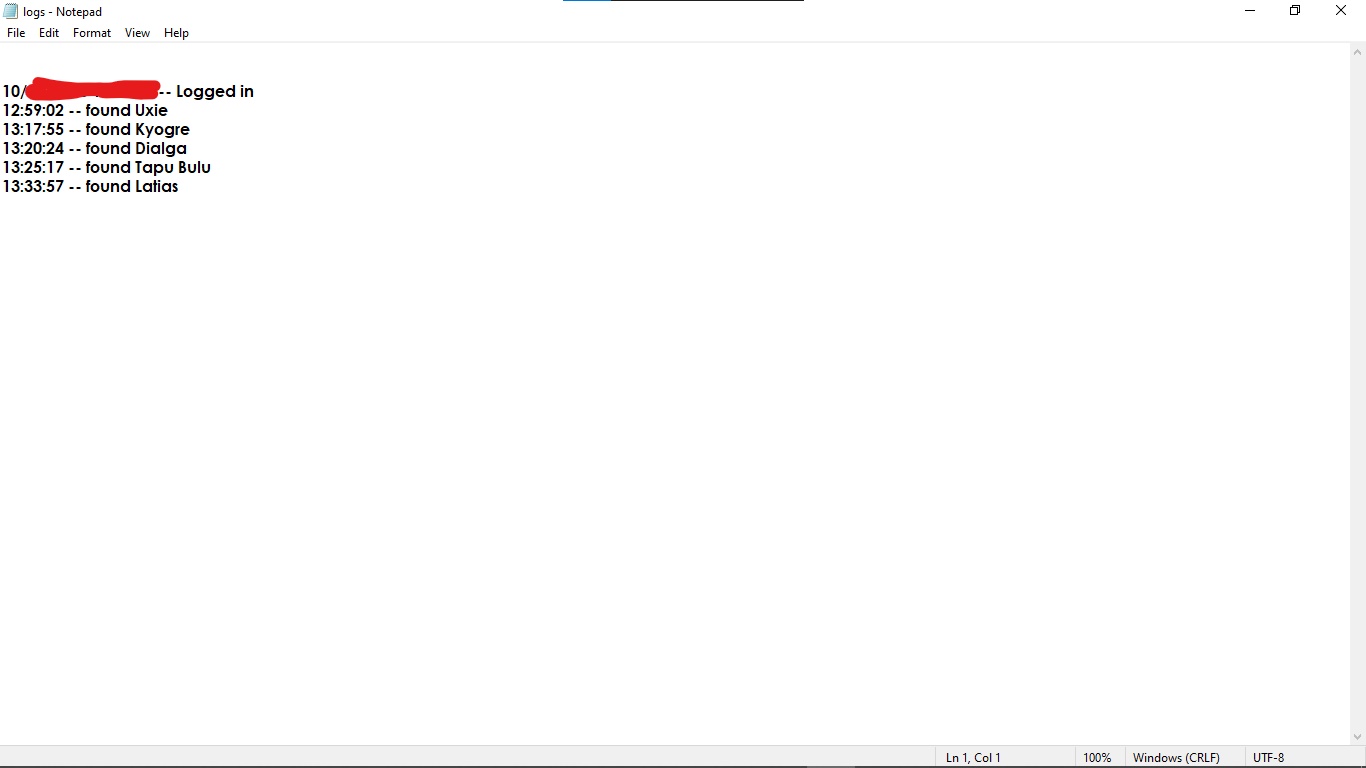 logs - Notepad
File Edit Format View Help
10/ -- Logged in
12:59:02 -- found Uxie
13:17:55 -- found Kyogre
13:20:24 -- found Dialga
13:25:17 -- found Tapu Bulu
13:33:57 -- found Latias
Ln 1, Col 1 100% Windows (CRLF) UTF-8